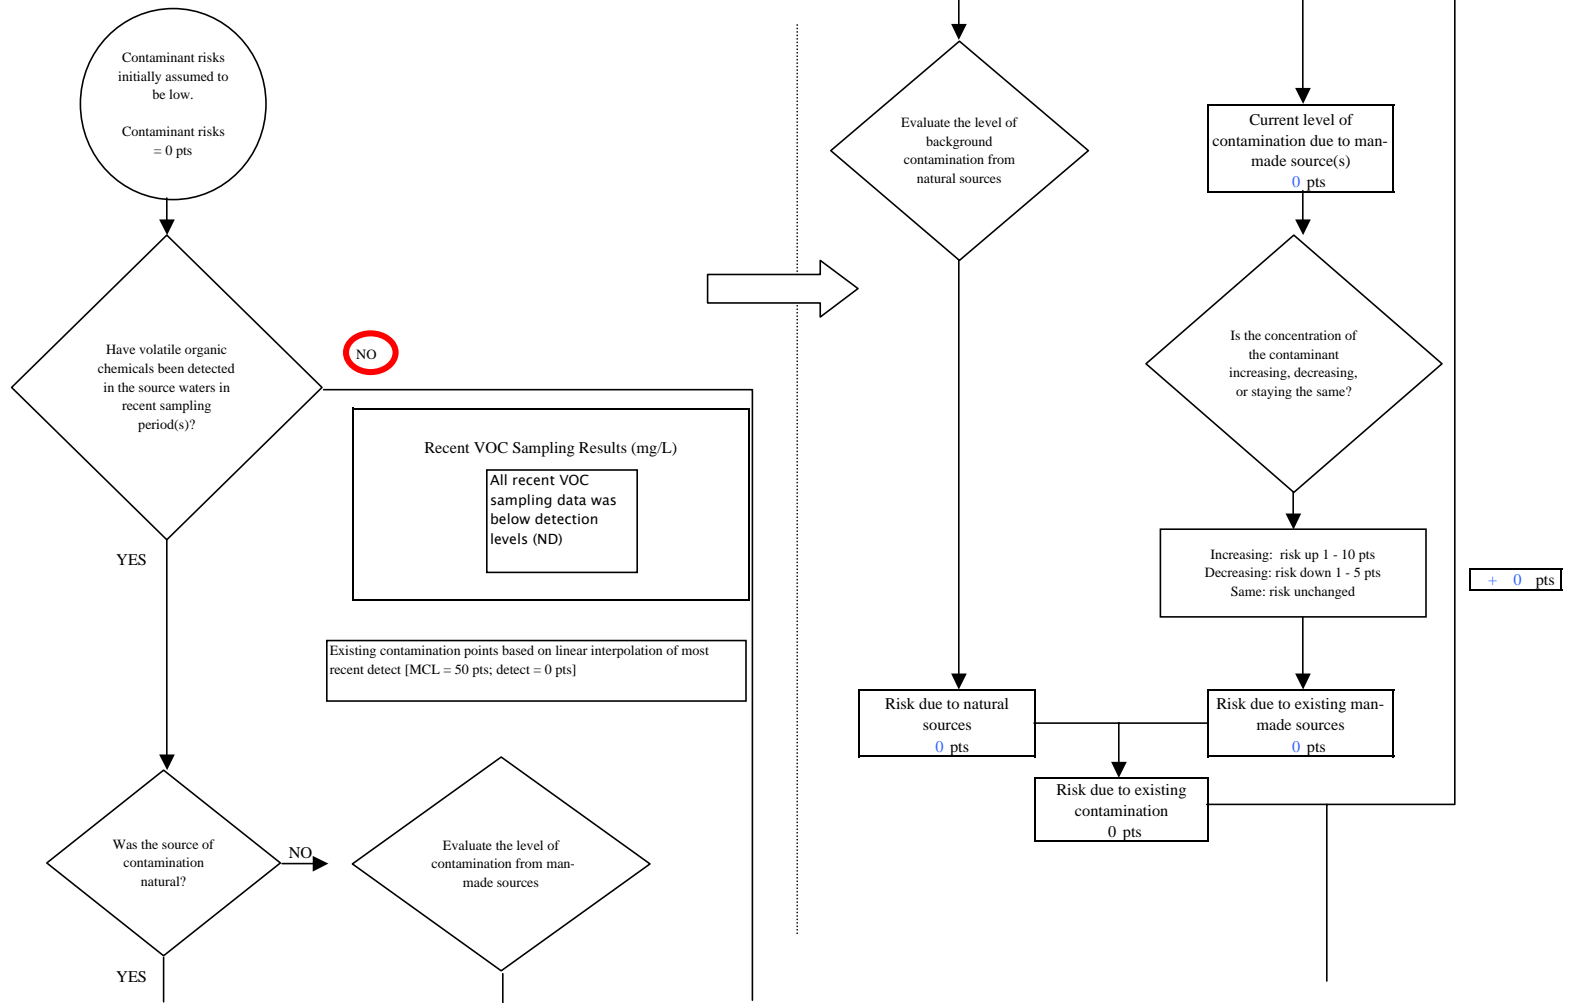 Contaminant risks
initially assumed to
be low.
Contaminant risks
= 0 pts
Have volatile organic
chemicals been detected
in the source waters in
recent sampling
period(s)?
NO
Recent VOC Sampling Results (mg/L)
All recent VOC
sampling data was
below detection
levels (ND)
YES
Existing contamination points based on linear interpolation of most
recent detect [MCL = 50 pts; detect = 0 pts]
Was the source of
contamination
natural?
NO
Evaluate the level of
contamination from man-
made sources
YES
Evaluate the level of
background
contamination from
natural sources
Current level of
contamination due to man-
made source(s)
0 pts
Is the concentration of
the contaminant
increasing, decreasing,
or staying the same?
Increasing: risk up 1 - 10 pts
Decreasing: risk down 1 - 5 pts
Same: risk unchanged
+ 0 pts
Risk due to natural
sources
0 pts
Risk due to existing man-
made sources
0 pts
Risk due to existing
contamination
0 pts